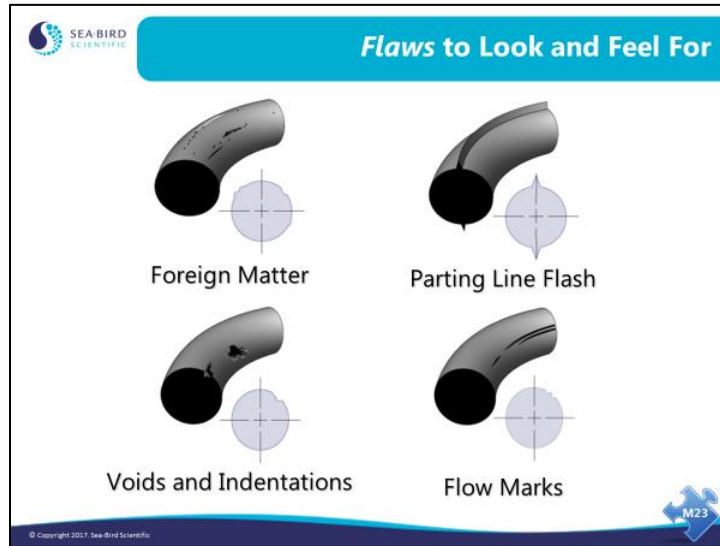 SEA·BIRD
SCIENTIFIC
Flaws to Look and Feel For
Foreign Matter
Parting Line Flash
Voids and Indentations
Flow Marks
M23
© Copyright 2017. Sea-Bird Scientific